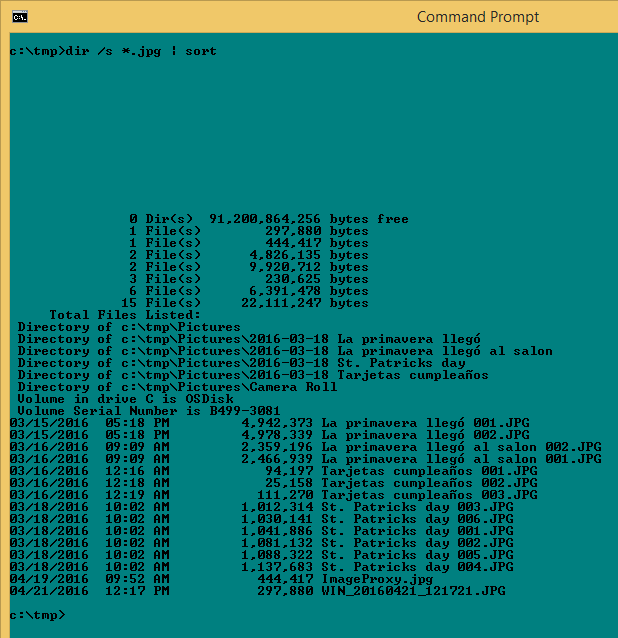 Command Prompt
c:\tmp>dir /s *.jpg | sort
0 Dir(s)  91,200,864,256 bytes free
1 File(s)        297,880 bytes
1 File(s)        444,417 bytes
2 File(s)      4,826,135 bytes
2 File(s)      9,920,712 bytes
3 File(s)        230,625 bytes
6 File(s)      6,391,478 bytes
15 File(s)     22,111,247 bytes
Total Files Listed:
Directory of c:\tmp\Pictures
Directory of c:\tmp\Pictures\2016-03-18 La primavera llegó
Directory of c:\tmp\Pictures\2016-03-18 La primavera llegó al salon
Directory of c:\tmp\Pictures\2016-03-18 St. Patricks day
Directory of c:\tmp\Pictures\2016-03-18 Tarjetas cumpleaños
Directory of c:\tmp\Pictures\Camera Roll
Volume in drive C is OSDisk
Volume Serial Number is B499-3081
03/15/2016  05:18 PM         4,942,373 La primavera llegó 001.JPG
03/15/2016  05:18 PM         4,978,339 La primavera llegó 002.JPG
03/16/2016  09:09 AM         2,359,196 La primavera llegó al salon 002.JPG
03/16/2016  09:09 AM         2,466,939 La primavera llegó al salon 001.JPG
03/16/2016  12:16 AM            94,197 Tarjetas cumpleaños 001.JPG
03/16/2016  12:18 AM            25,158 Tarjetas cumpleaños 002.JPG
03/16/2016  12:19 AM           111,270 Tarjetas cumpleaños 003.JPG
03/18/2016  10:02 AM         1,012,314 St. Patricks day 003.JPG
03/18/2016  10:02 AM         1,030,141 St. Patricks day 006.JPG
03/18/2016  10:02 AM         1,041,886 St. Patricks day 001.JPG
03/18/2016  10:02 AM         1,081,132 St. Patricks day 002.JPG
03/18/2016  10:02 AM         1,088,322 St. Patricks day 005.JPG
03/18/2016  10:02 AM         1,137,683 St. Patricks day 004.JPG
04/19/2016  09:52 AM           444,417 ImageProxy.jpg
04/21/2016  12:17 PM           297,880 WIN_20160421_121721.JPG
c:\tmp>